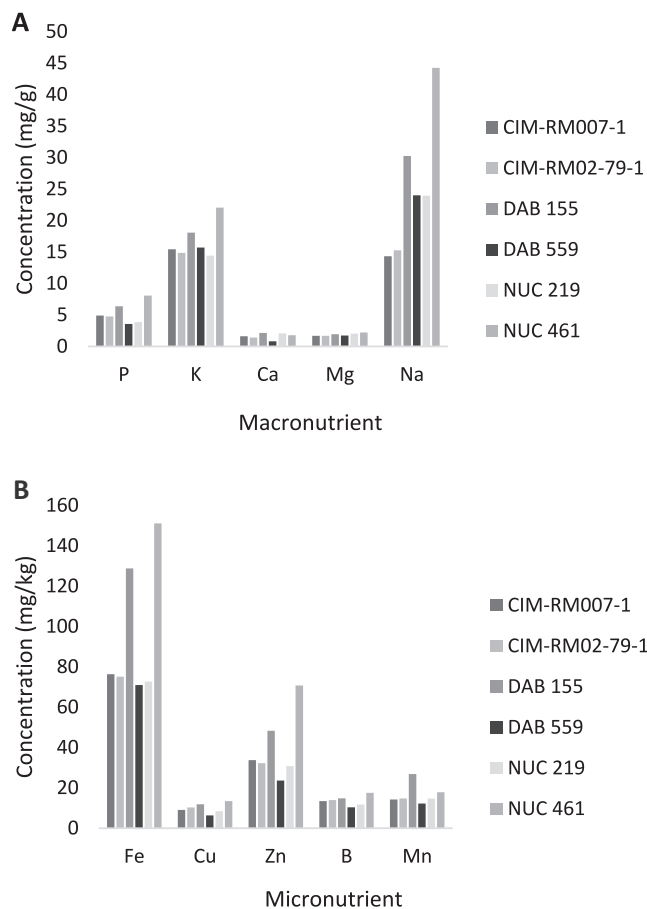 A
50
45
40
35
30
25
20
15
10
5
0
Concentration (mg/g)
P K Ca Mg Na
Macronutrient
CIM-RM007-1
CIM-RM02-79-1
DAB 155
DAB 559
NUC 219
NUC 461
B
160
140
120
100
80
60
40
20
0
Concentration (mg/kg)
Fe Cu Zn B Mn
Micronutrient
CIM-RM007-1
CIM-RM02-79-1
DAB 155
DAB 559
NUC 219
NUC 461